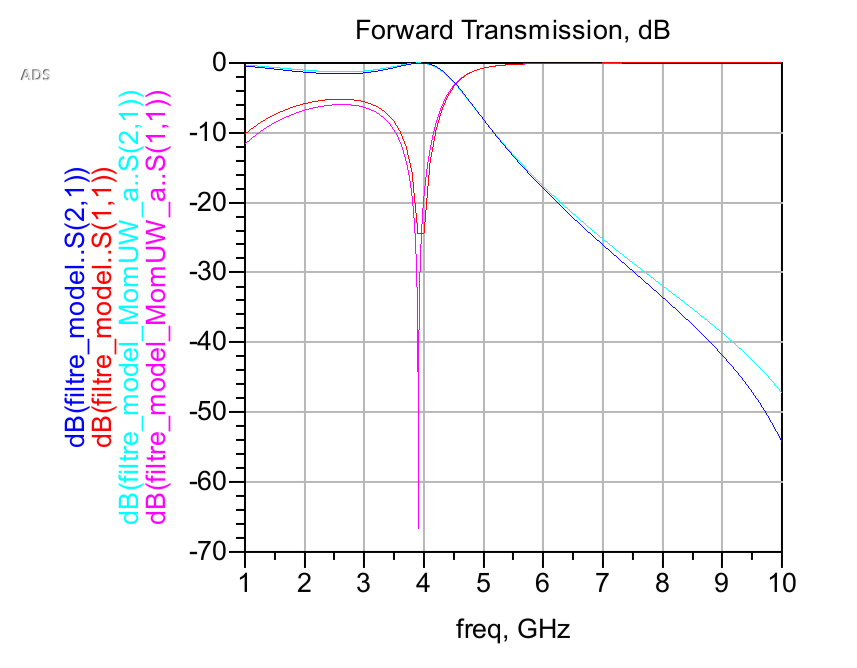 Forward Transmission, dB
ADS
dB(filtre_model..S(2,1))
dB(filtre_model..S(1,1))
dB(filtre_model_MomUW_a..S(2,1))
dB(filtre_model_MomUW_a..S(1,1))
0
-10
-20
-30
-40
-50
-60
-70
1 2 3 4 5 6 7 8 9 10
freq, GHz